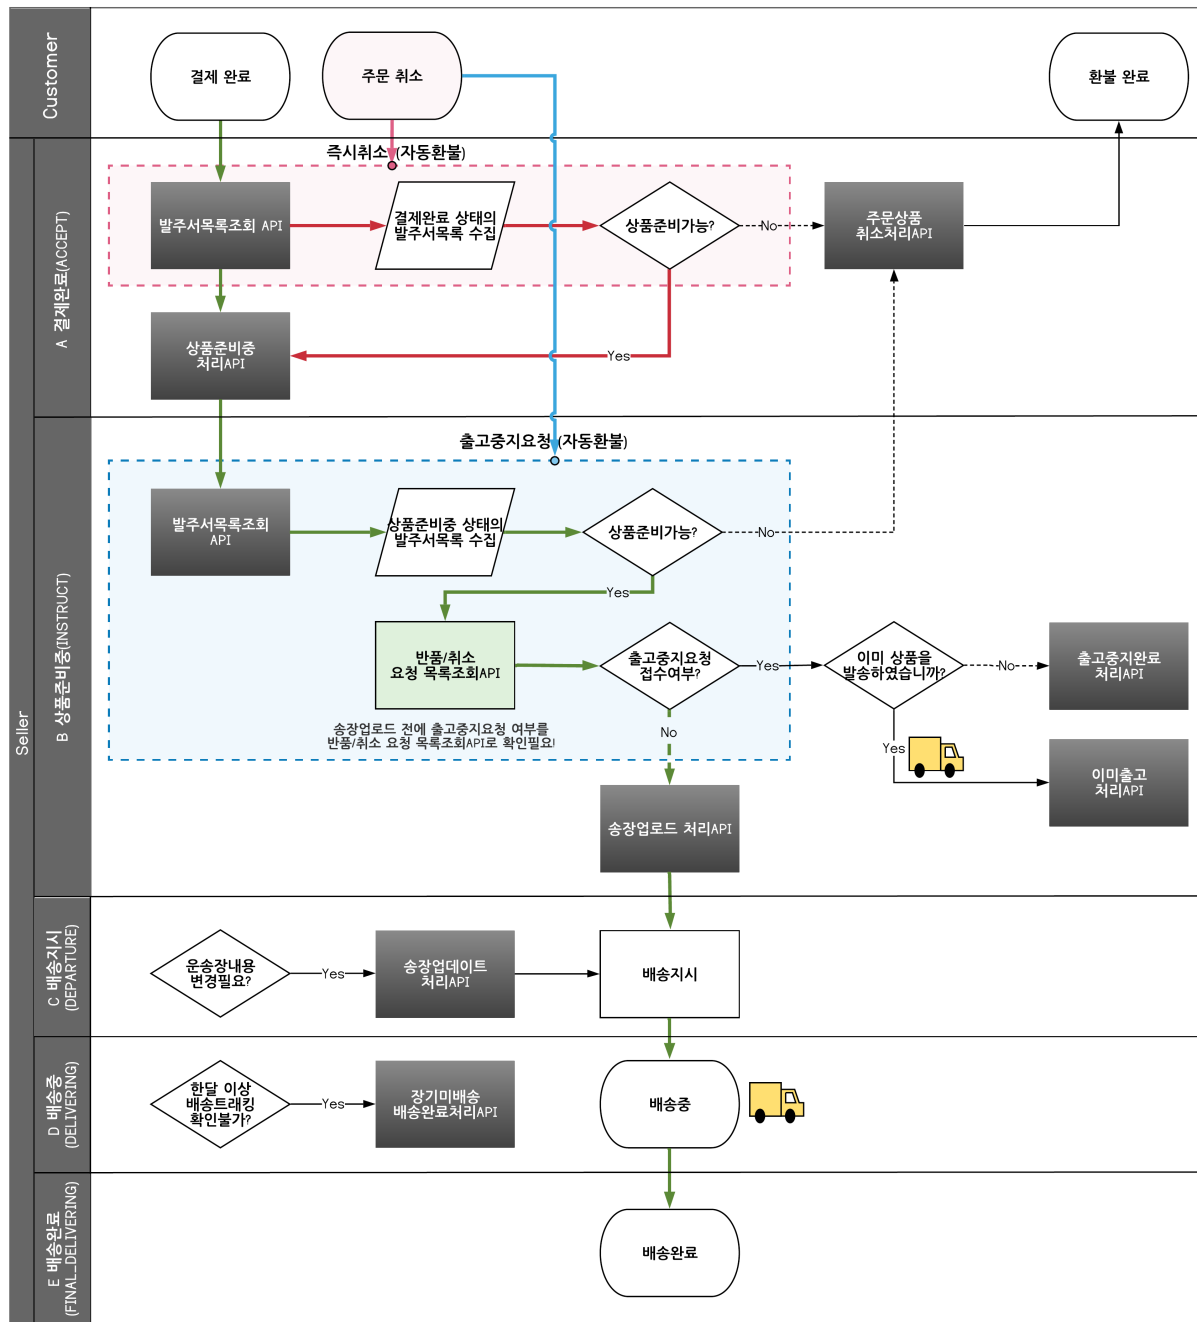 Customer
결제 완료
주문 취소
환불 완료
Seller
A 결제완료(ACCEPT)
즉시취소 (자동환불)
발주서목록조회 API
결제완료 상태의
발주서목록 수집
상품준비가능?
No
주문상품
취소처리API
상품준비중
처리API
Yes
B 상품준비중(INSTRUCT)
출고중지요청 (자동환불)
발주서목록조회
API
상품준비중 상태의
발주서목록 수집
상품준비가능?
No
Yes
반품/취소
요청 목록조회API
출고중지요청
접수여부?
Yes
이미 상품을
발송하였습니까?
No
출고중지완료
처리API
송장업로드 전에 출고중지요청 여부를
반품/취소 요청 목록조회API로 확인필요!
No
Yes
이미출고
처리API
송장업로드 처리API
C 배송지시
(DEPARTURE)
운송장내용
변경필요?
Yes
송장업데이트
처리API
배송지시
D 배송중
(DELIVERING)
한달 이상
배송트래킹
확인불가?
Yes
장기미배송
배송완료처리API
배송중
E 배송완료
(FINAL_DELIVERING)
배송완료